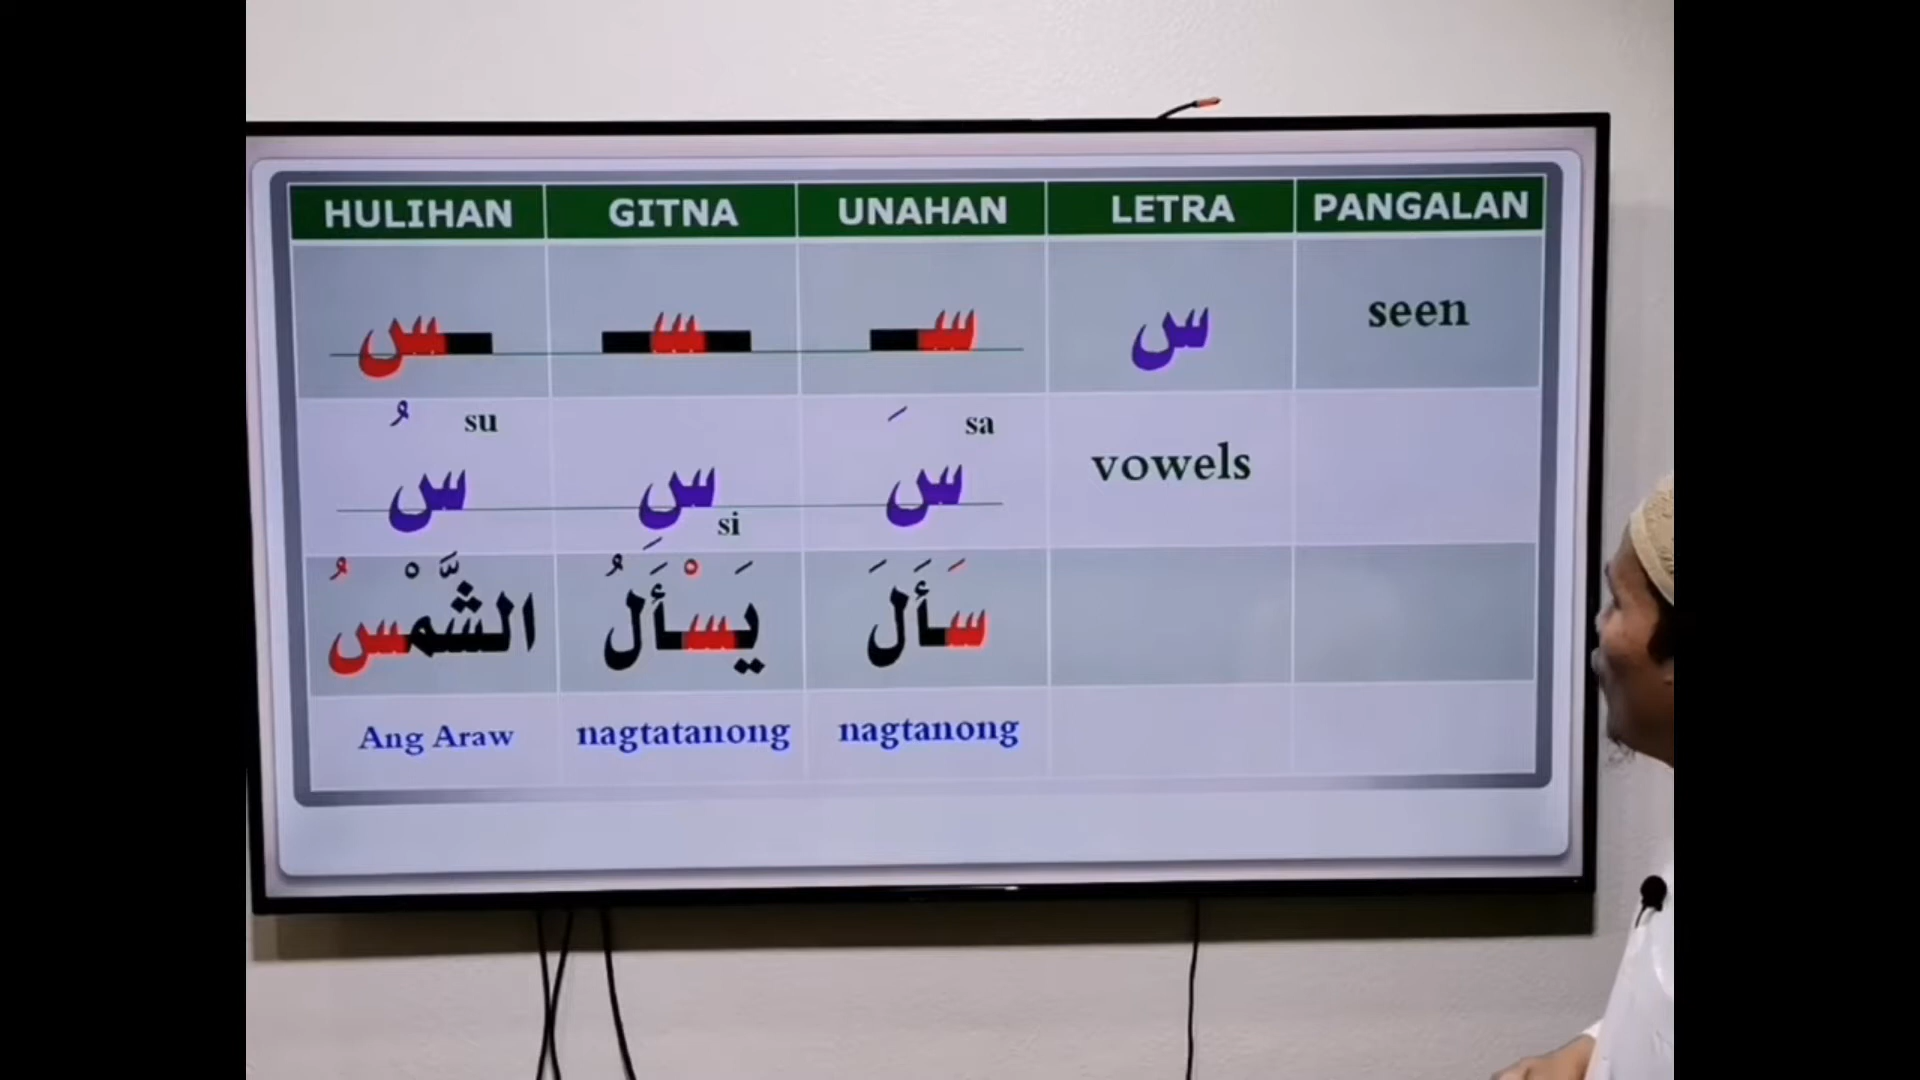 HULIHAN GITNA UNAHAN LETRA PANGALAN
ـس ـسـ سـ س seen
سُ su سِ si سَ sa vowels
الشَّمْسُ يَسْأَلُ سَأَلَ
Ang Araw nagtatanong nagtanong